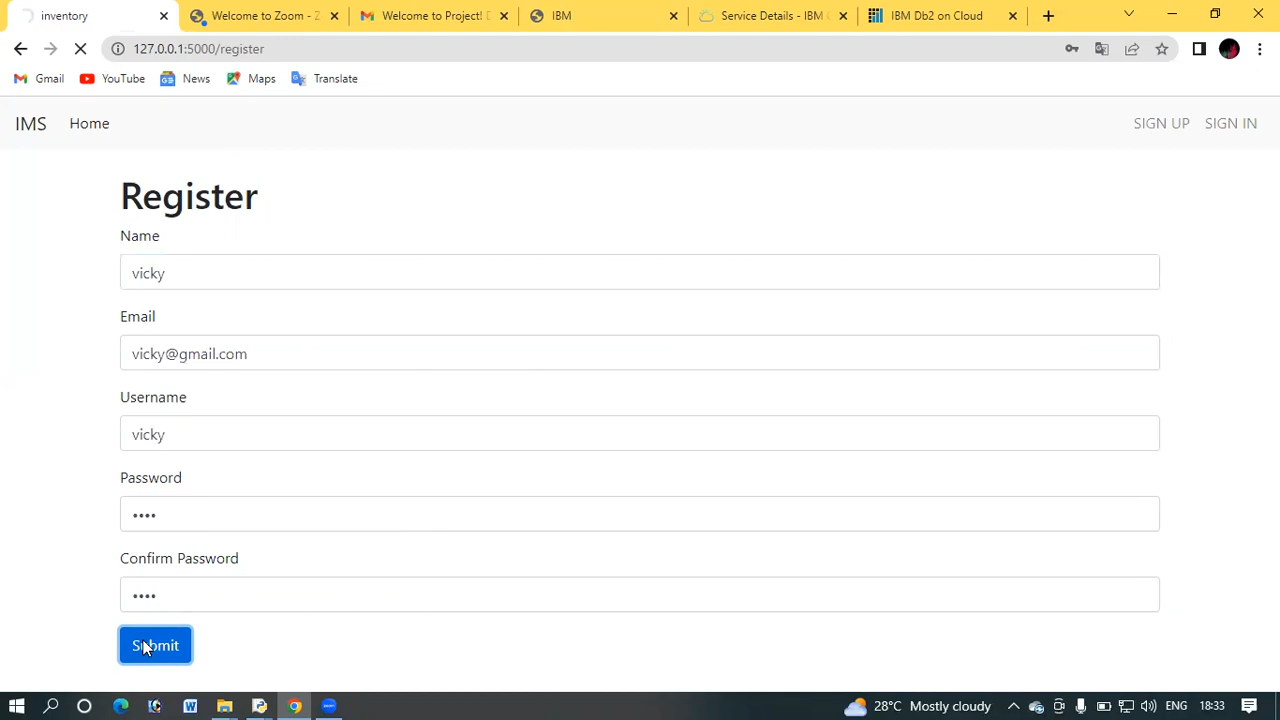 inventory
Welcome to Zoom - Z
Welcome to Project! D
IBM
Service Details - IBM C
IBM Db2 on Cloud
127.0.0.1:5000/register
Gmail
YouTube
News
Maps
Translate
IMS
Home
SIGN UP
SIGN IN
Register
Name
vicky
Email
vicky@gmail.com
Username
vicky
Password
••••
Confirm Password
••••
Submit
28°C Mostly cloudy
ENG
18:33